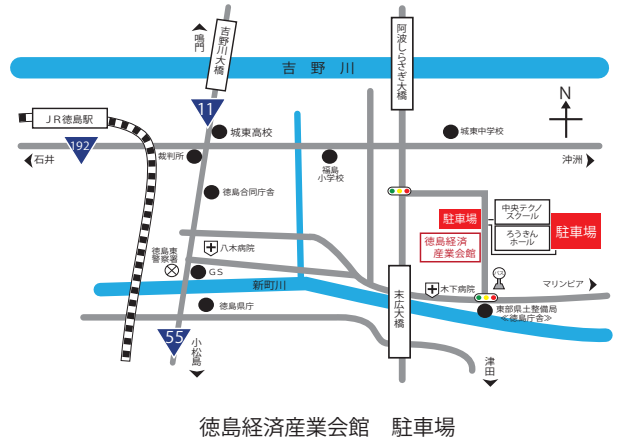 鳴門
吉野川大橋
阿波しらさぎ大橋
吉野川
N
11
JR徳島駅
192
石井
城東高校
裁判所
福島
小学校
城東中学校
沖洲
徳島合同庁舎
中央テクノ
スクール
駐車場
ろうきん
ホール
駐車場
徳島経済
産業会館
徳島東
警察署
八木病院
GS
新町川
バス
マリンピア
木下病院
徳島県庁
末広大橋
東部県土整備局
≪徳島庁舎≫
55
小松島
津田
徳島経済産業会館 駐車場